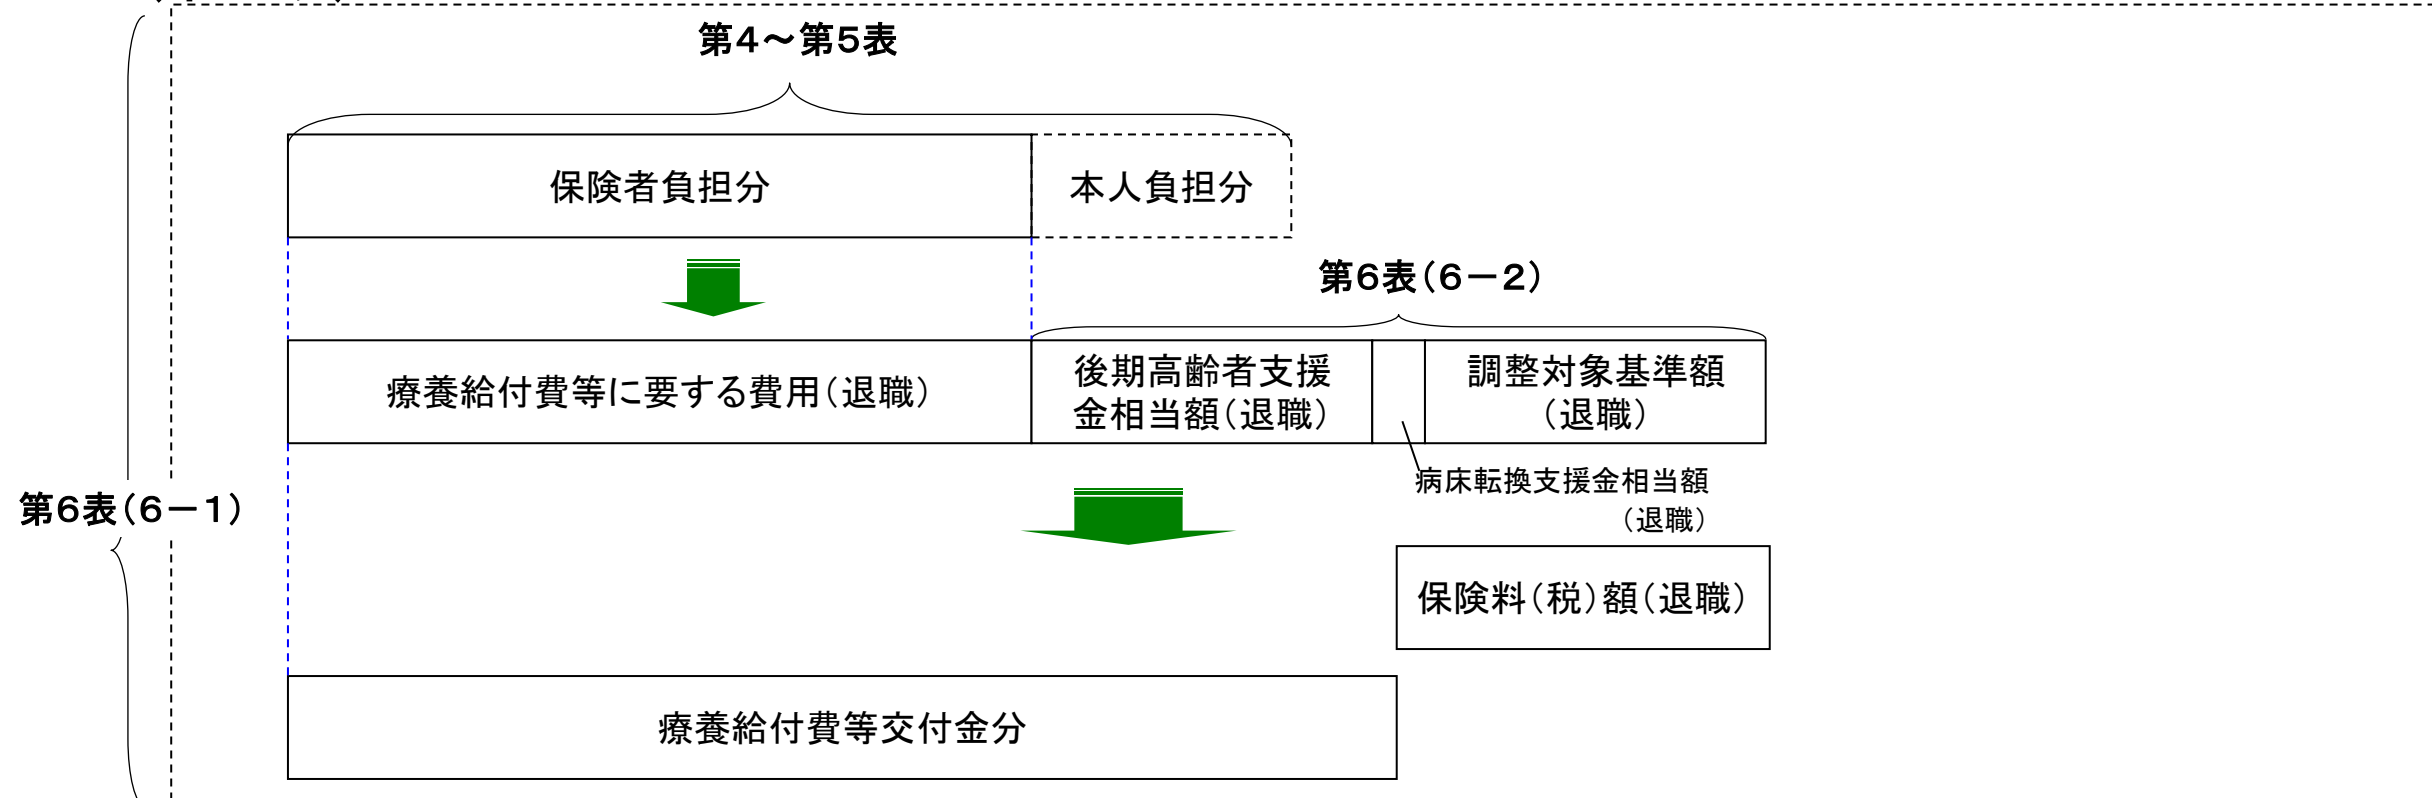 第4～第5表
保険者負担分
本人負担分
第6表(6－2)
療養給付費等に要する費用(退職)
後期高齢者支援
金相当額(退職)
調整対象基準額
(退職)
病床転換支援金相当額
(退職)
第6表(6－1)
保険料(税)額(退職)
療養給付費等交付金分